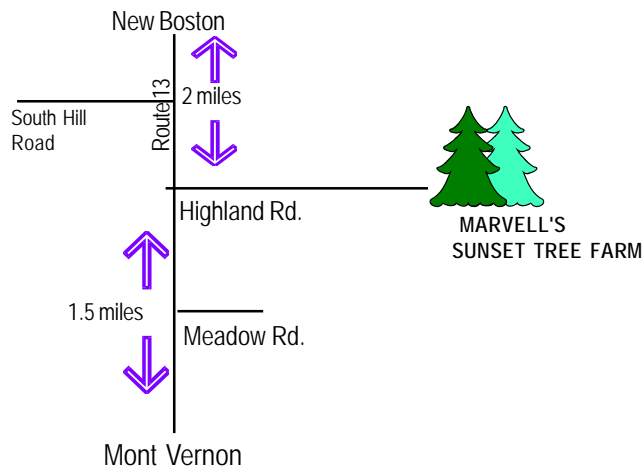 New Boston
Route 13
2 miles
South Hill
Road
Highland Rd.
MARVELL'S
SUNSET TREE FARM
1.5 miles
Meadow Rd.
Mont Vernon